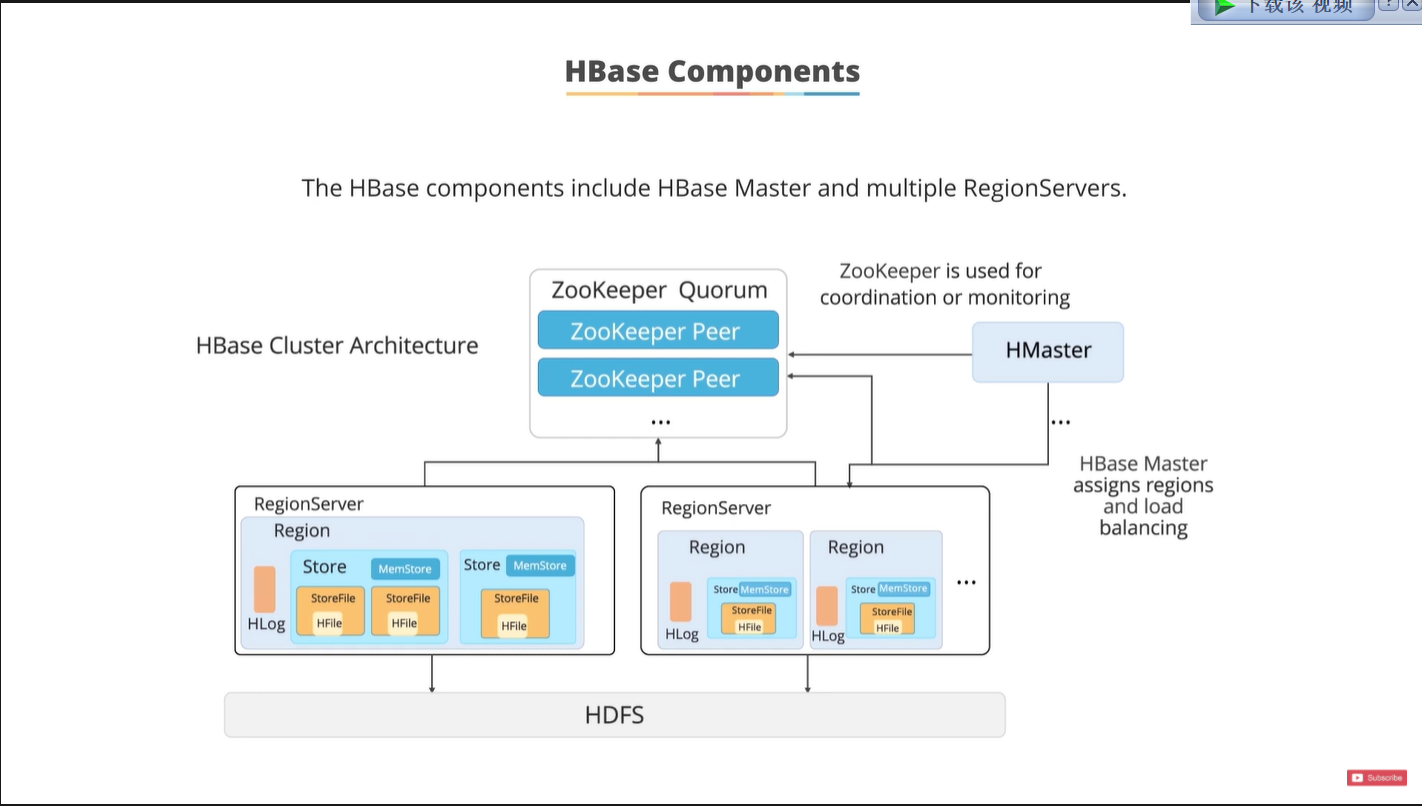 下载该 视频
?
HBase Components
The HBase components include HBase Master and multiple RegionServers.
ZooKeeper Quorum
ZooKeeper Peer
ZooKeeper Peer
...
ZooKeeper is used for
coordination or monitoring
HBase Cluster Architecture
HMaster
...
HBase Master
assigns regions
and load
balancing
RegionServer
Region
HLog
Store
MemStore
StoreFile
HFile
StoreFile
HFile
Store
MemStore
StoreFile
HFile
RegionServer
Region
HLog
Store
MemStore
StoreFile
HFile
Region
HLog
Store
MemStore
StoreFile
HFile
...
HDFS
Subscribe